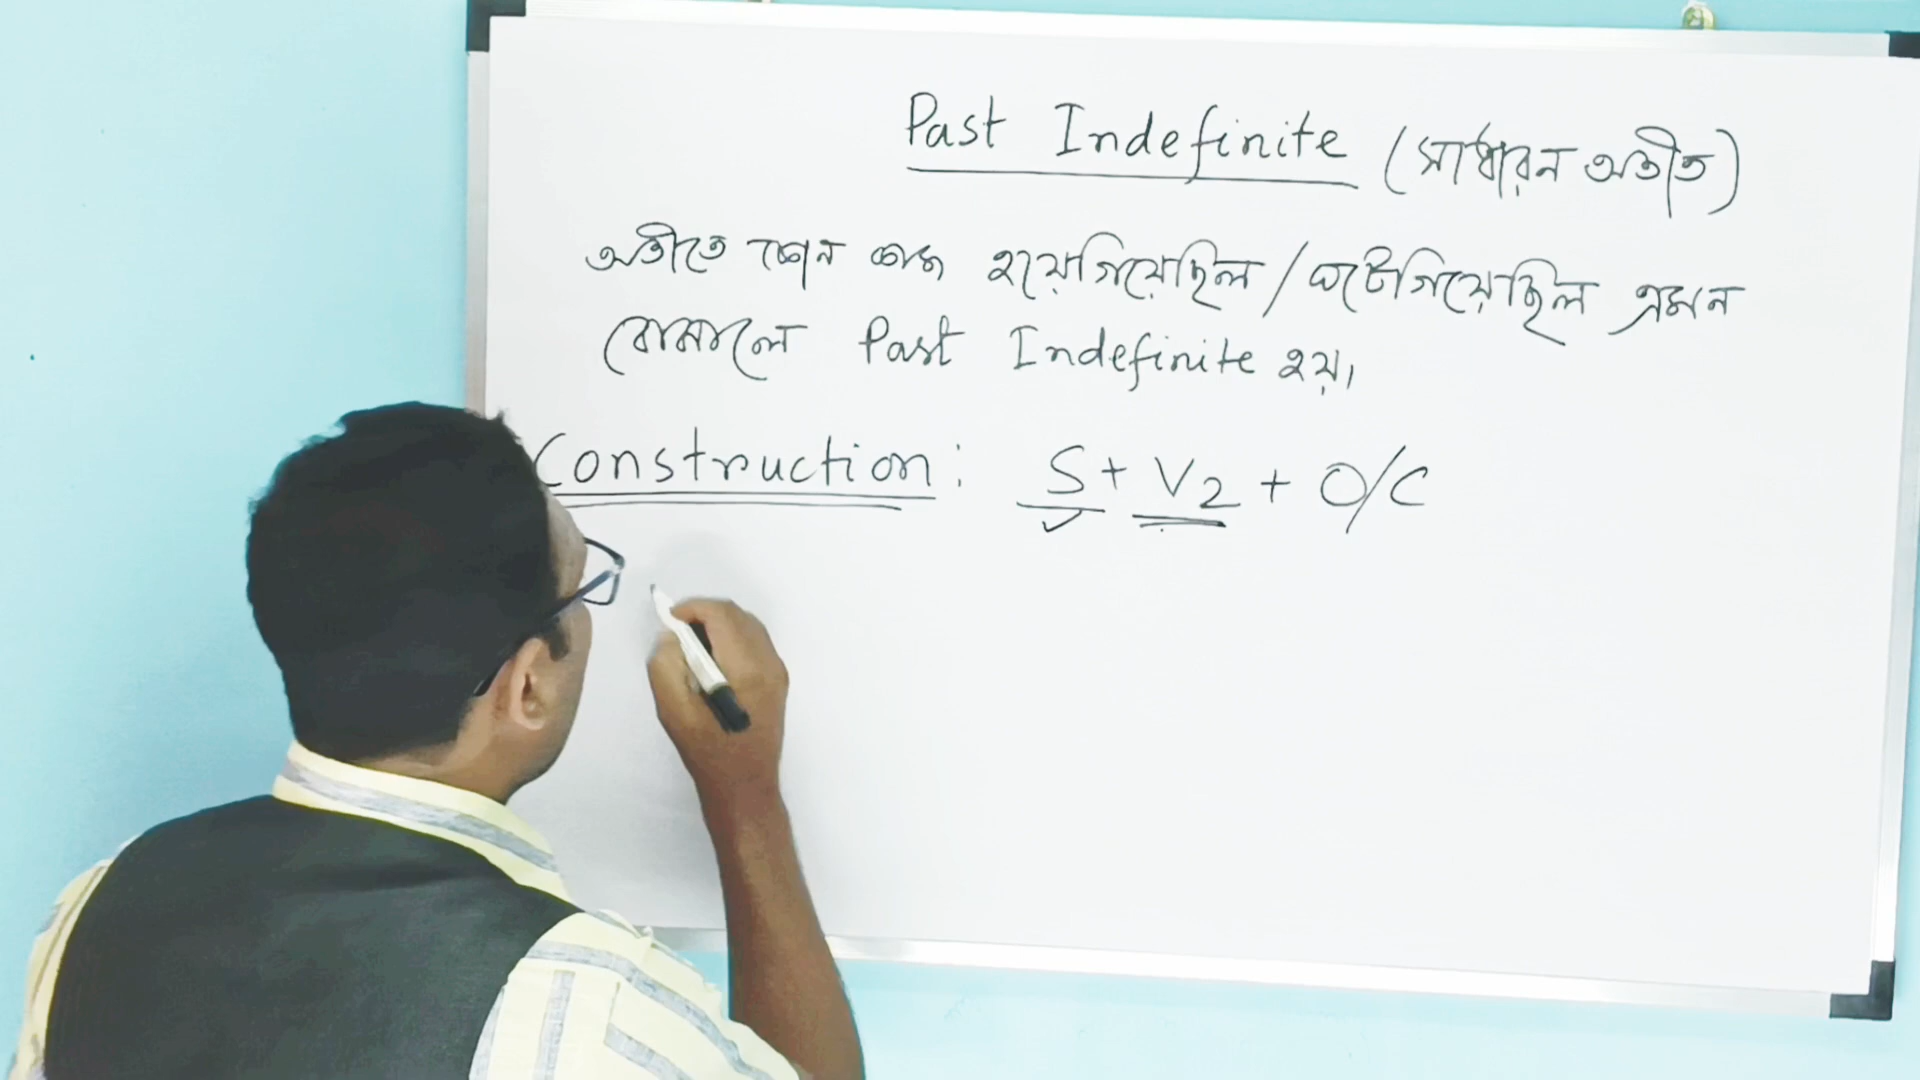 Past Indefinite (সাধারন অতীত)
অতীতে কোন কাজ হয়েগিয়েছিল/ঘটেগিয়েছিল এমন
বোঝালে Past Indefinite হয়।
Construction: S + V2 + O/C